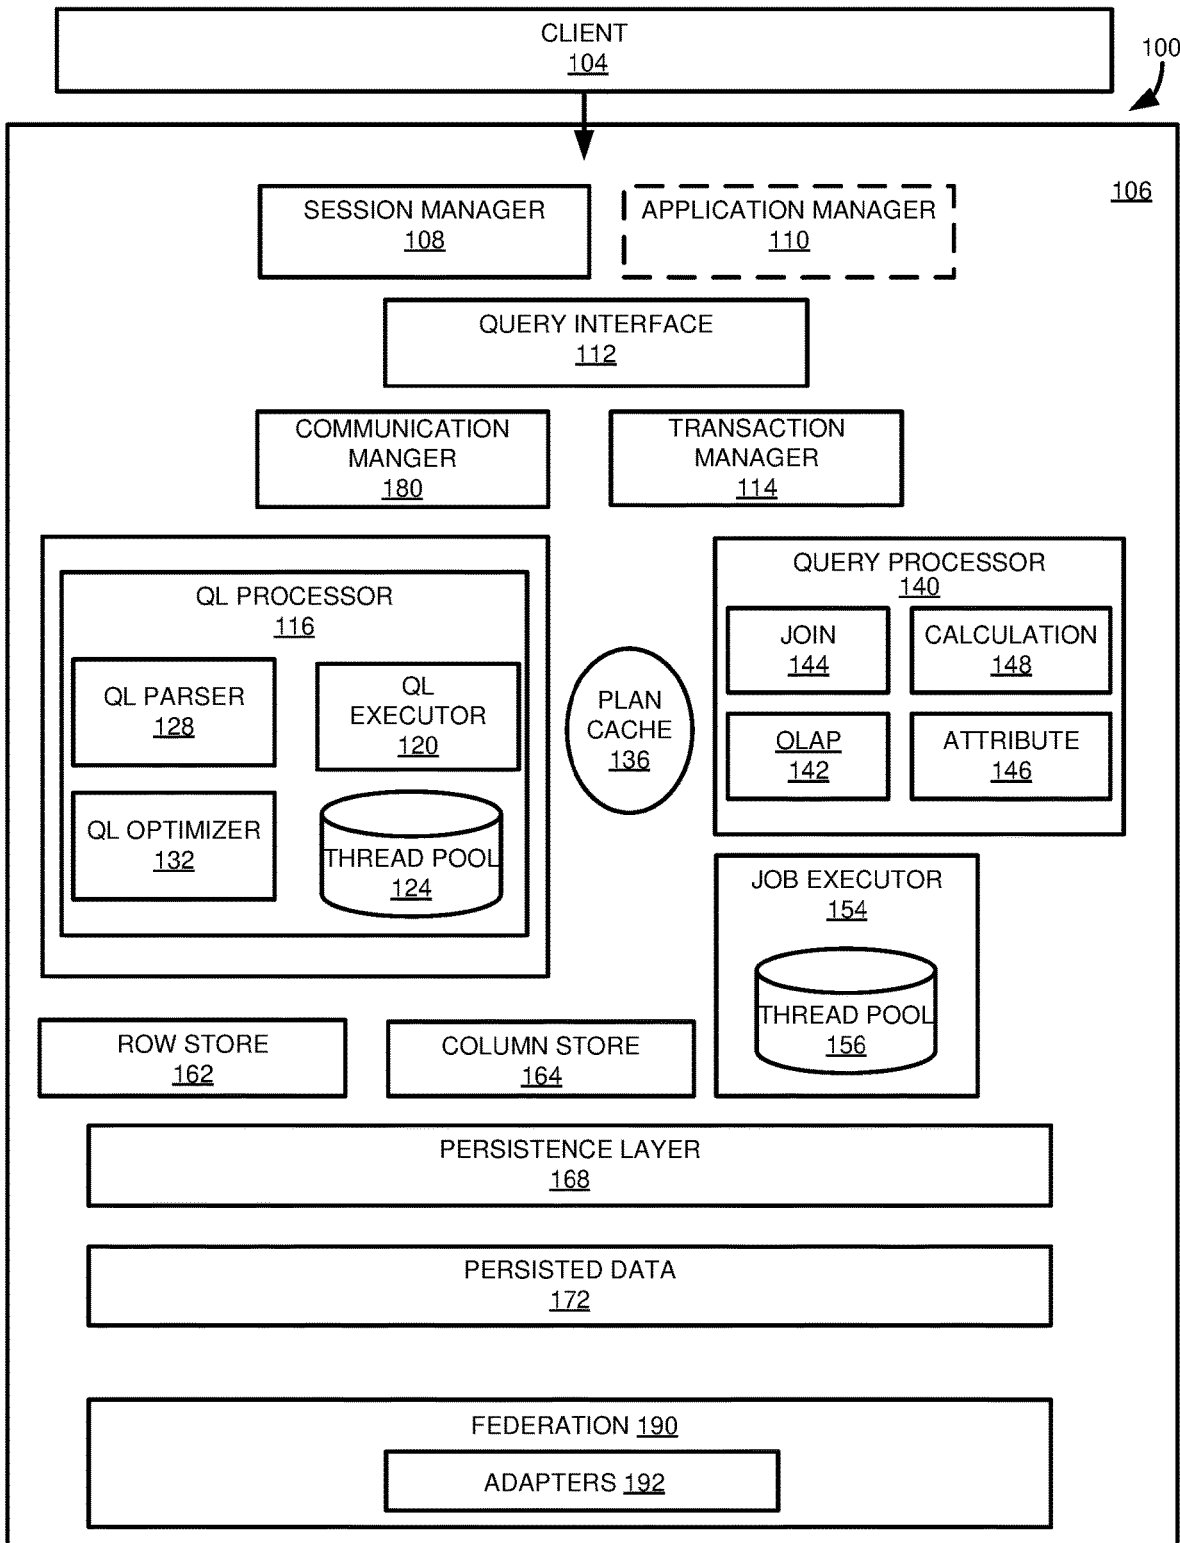 CLIENT
104
100
106
SESSION MANAGER
108
APPLICATION MANAGER
110
QUERY INTERFACE
112
COMMUNICATION
MANGER
180
TRANSACTION
MANAGER
114
QL PROCESSOR
116
QL PARSER
128
QL
EXECUTOR
120
QL OPTIMIZER
132
THREAD POOL
124
PLAN
CACHE
136
QUERY PROCESSOR
140
JOIN
144
CALCULATION
148
OLAP
142
ATTRIBUTE
146
JOB EXECUTOR
154
THREAD POOL
156
ROW STORE
162
COLUMN STORE
164
PERSISTENCE LAYER
168
PERSISTED DATA
172
FEDERATION 190
ADAPTERS 192